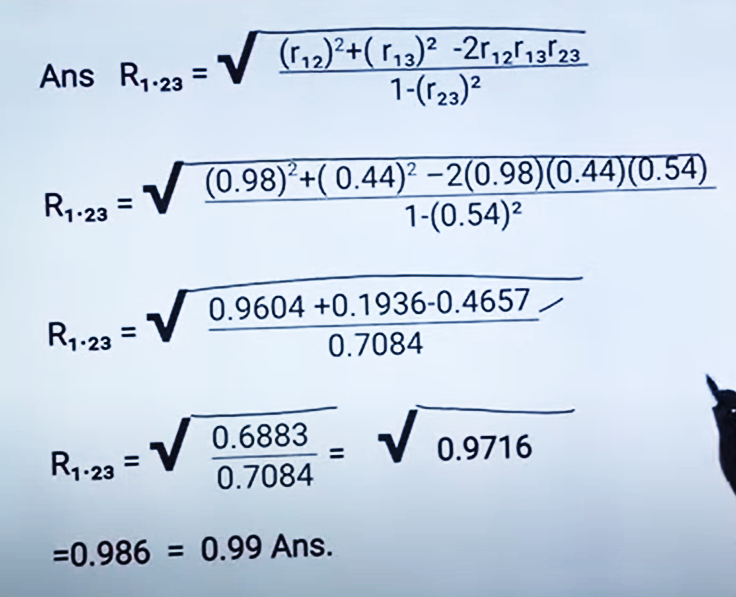 Ans R₁.₂₃ = √ (r₁₂)²+( r₁₃)² -2r₁₂r₁₃r₂₃ / 1-(r₂₃)²
R₁.₂₃ = √ (0.98)²+( 0.44)² –2(0.98)(0.44)(0.54) / 1-(0.54)²
R₁.₂₃ = √ 0.9604 +0.1936-0.4657 / 0.7084
R₁.₂₃ = √ 0.6883 / 0.7084 = √ 0.9716
=0.986 = 0.99 Ans.